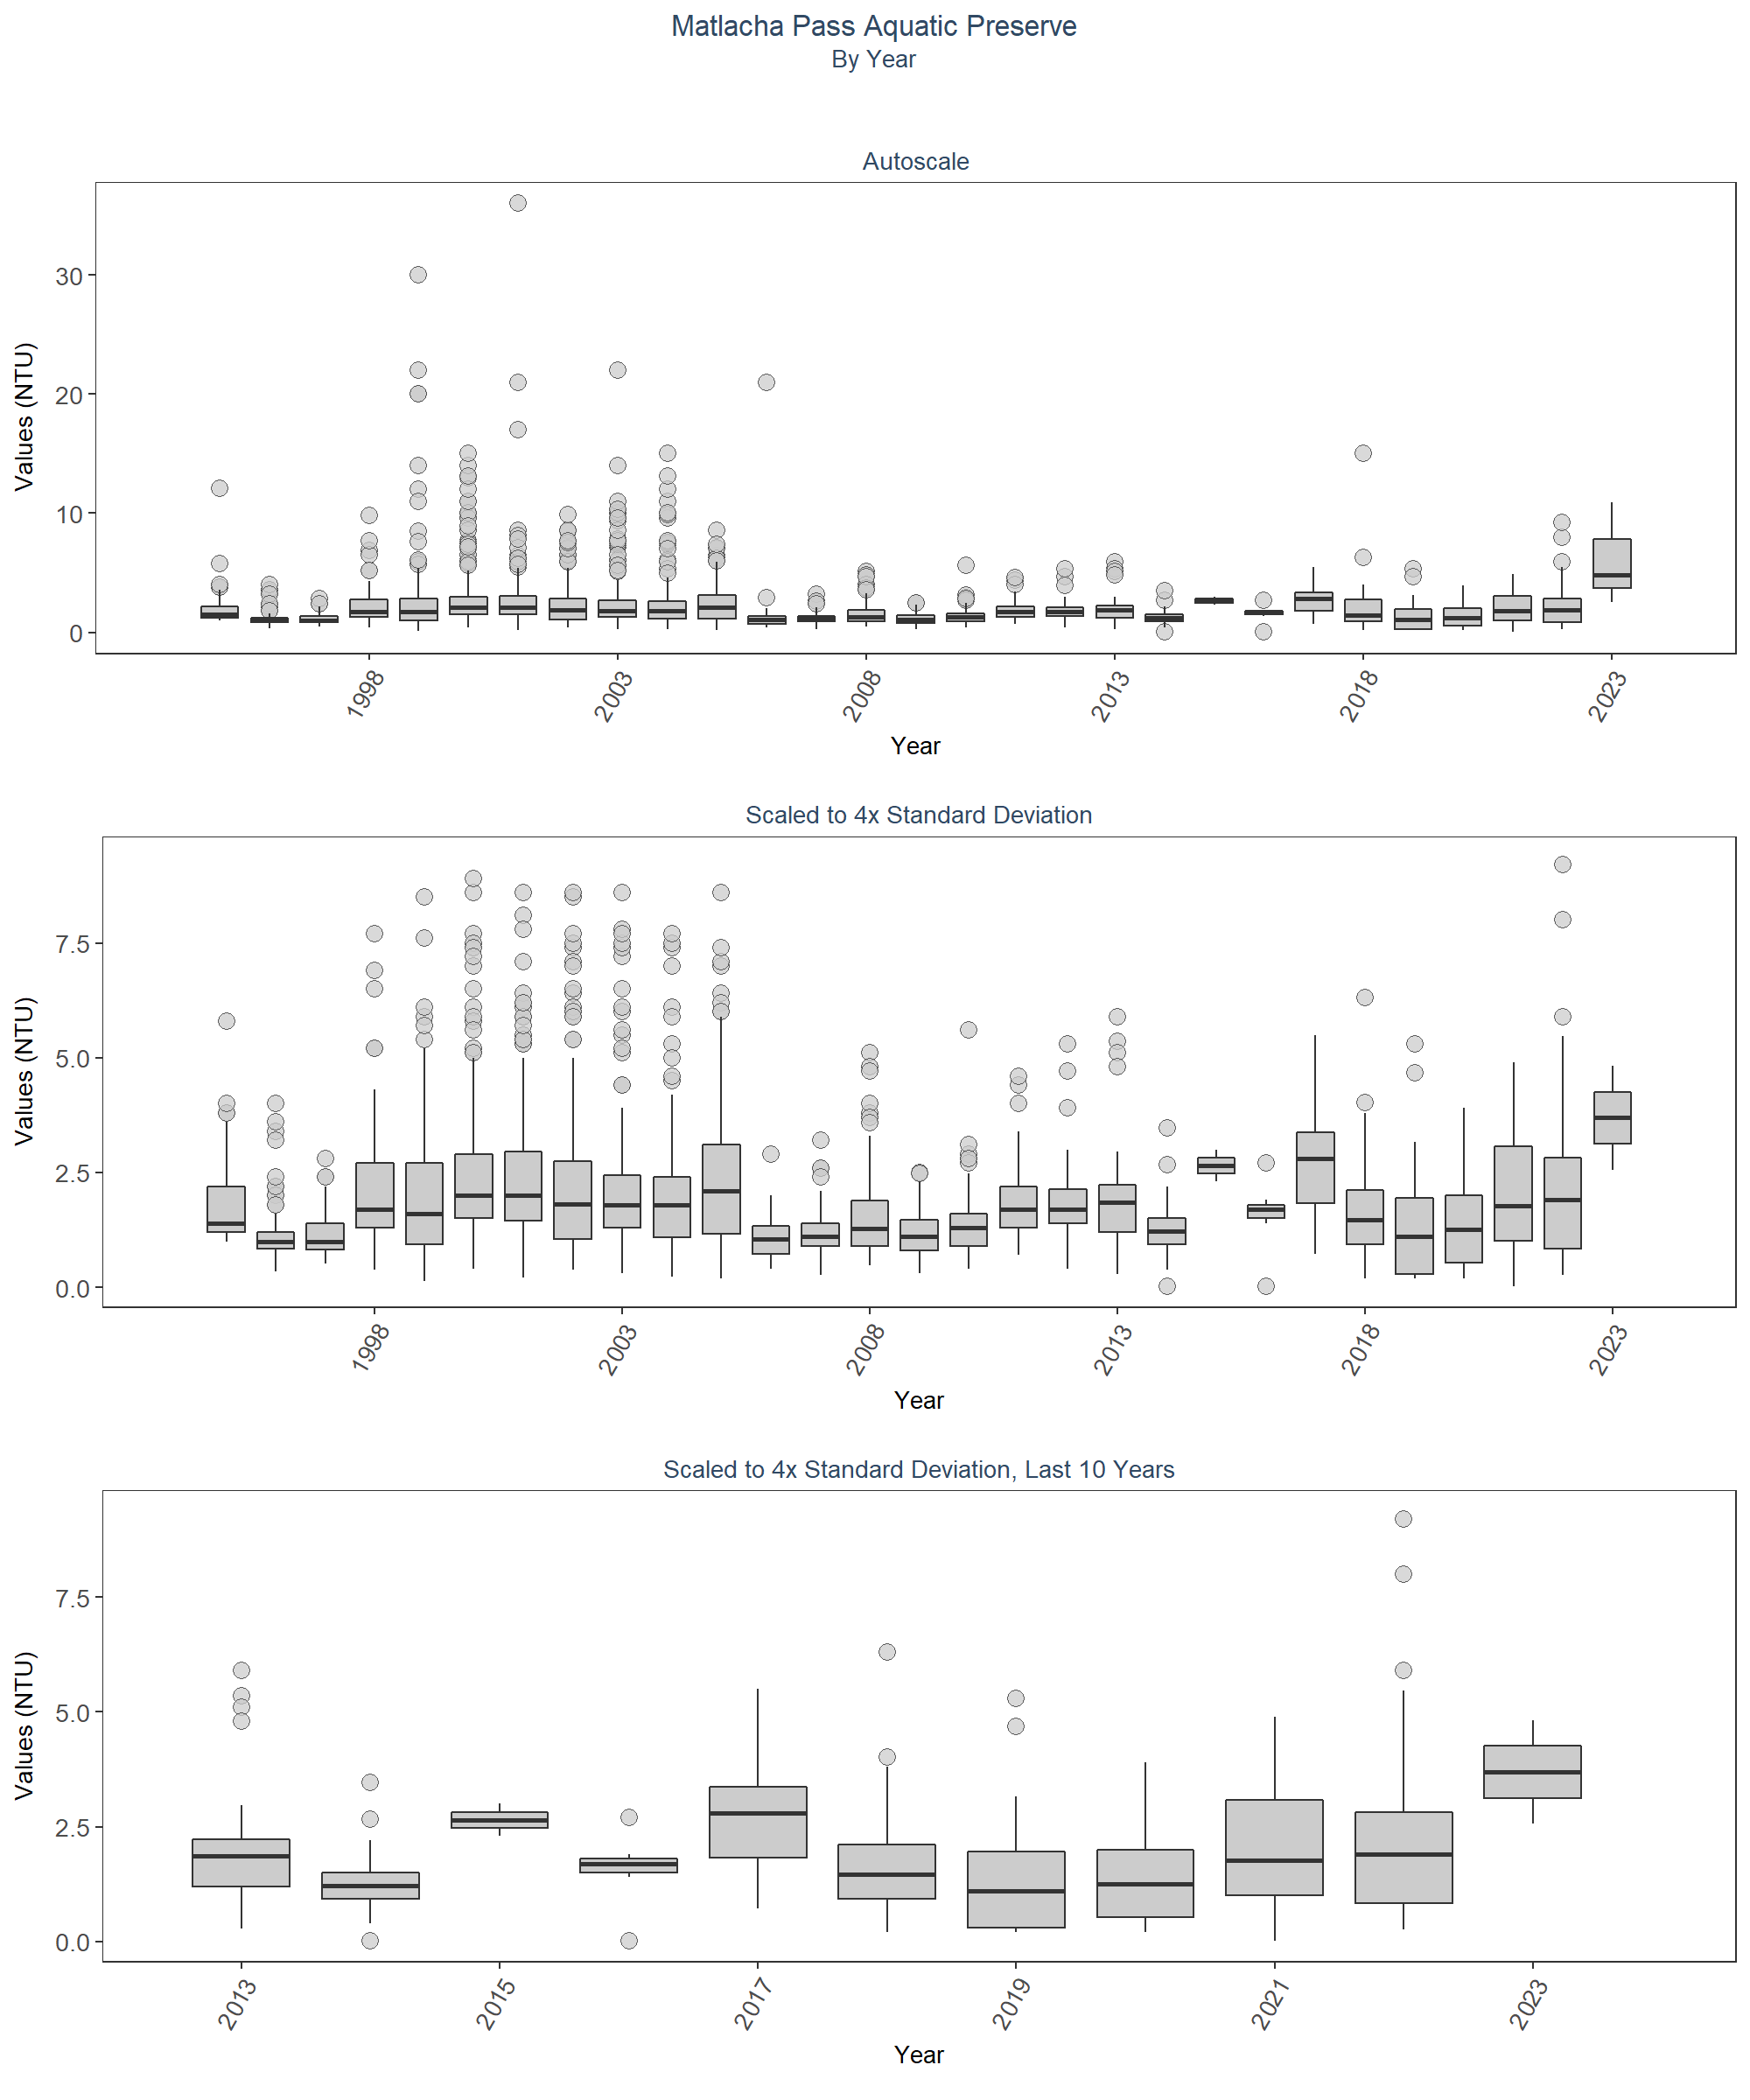 Matlacha Pass Aquatic Preserve
By Year
Autoscale
Values (NTU)
30
20
10
0
1998
2003
2008
2013
2018
2023
Year
Scaled to 4x Standard Deviation
Values (NTU)
7.5
5.0
2.5
0.0
1998
2003
2008
2013
2018
2023
Year
Scaled to 4x Standard Deviation, Last 10 Years
Values (NTU)
7.5
5.0
2.5
0.0
2013
2015
2017
2019
2021
2023
Year